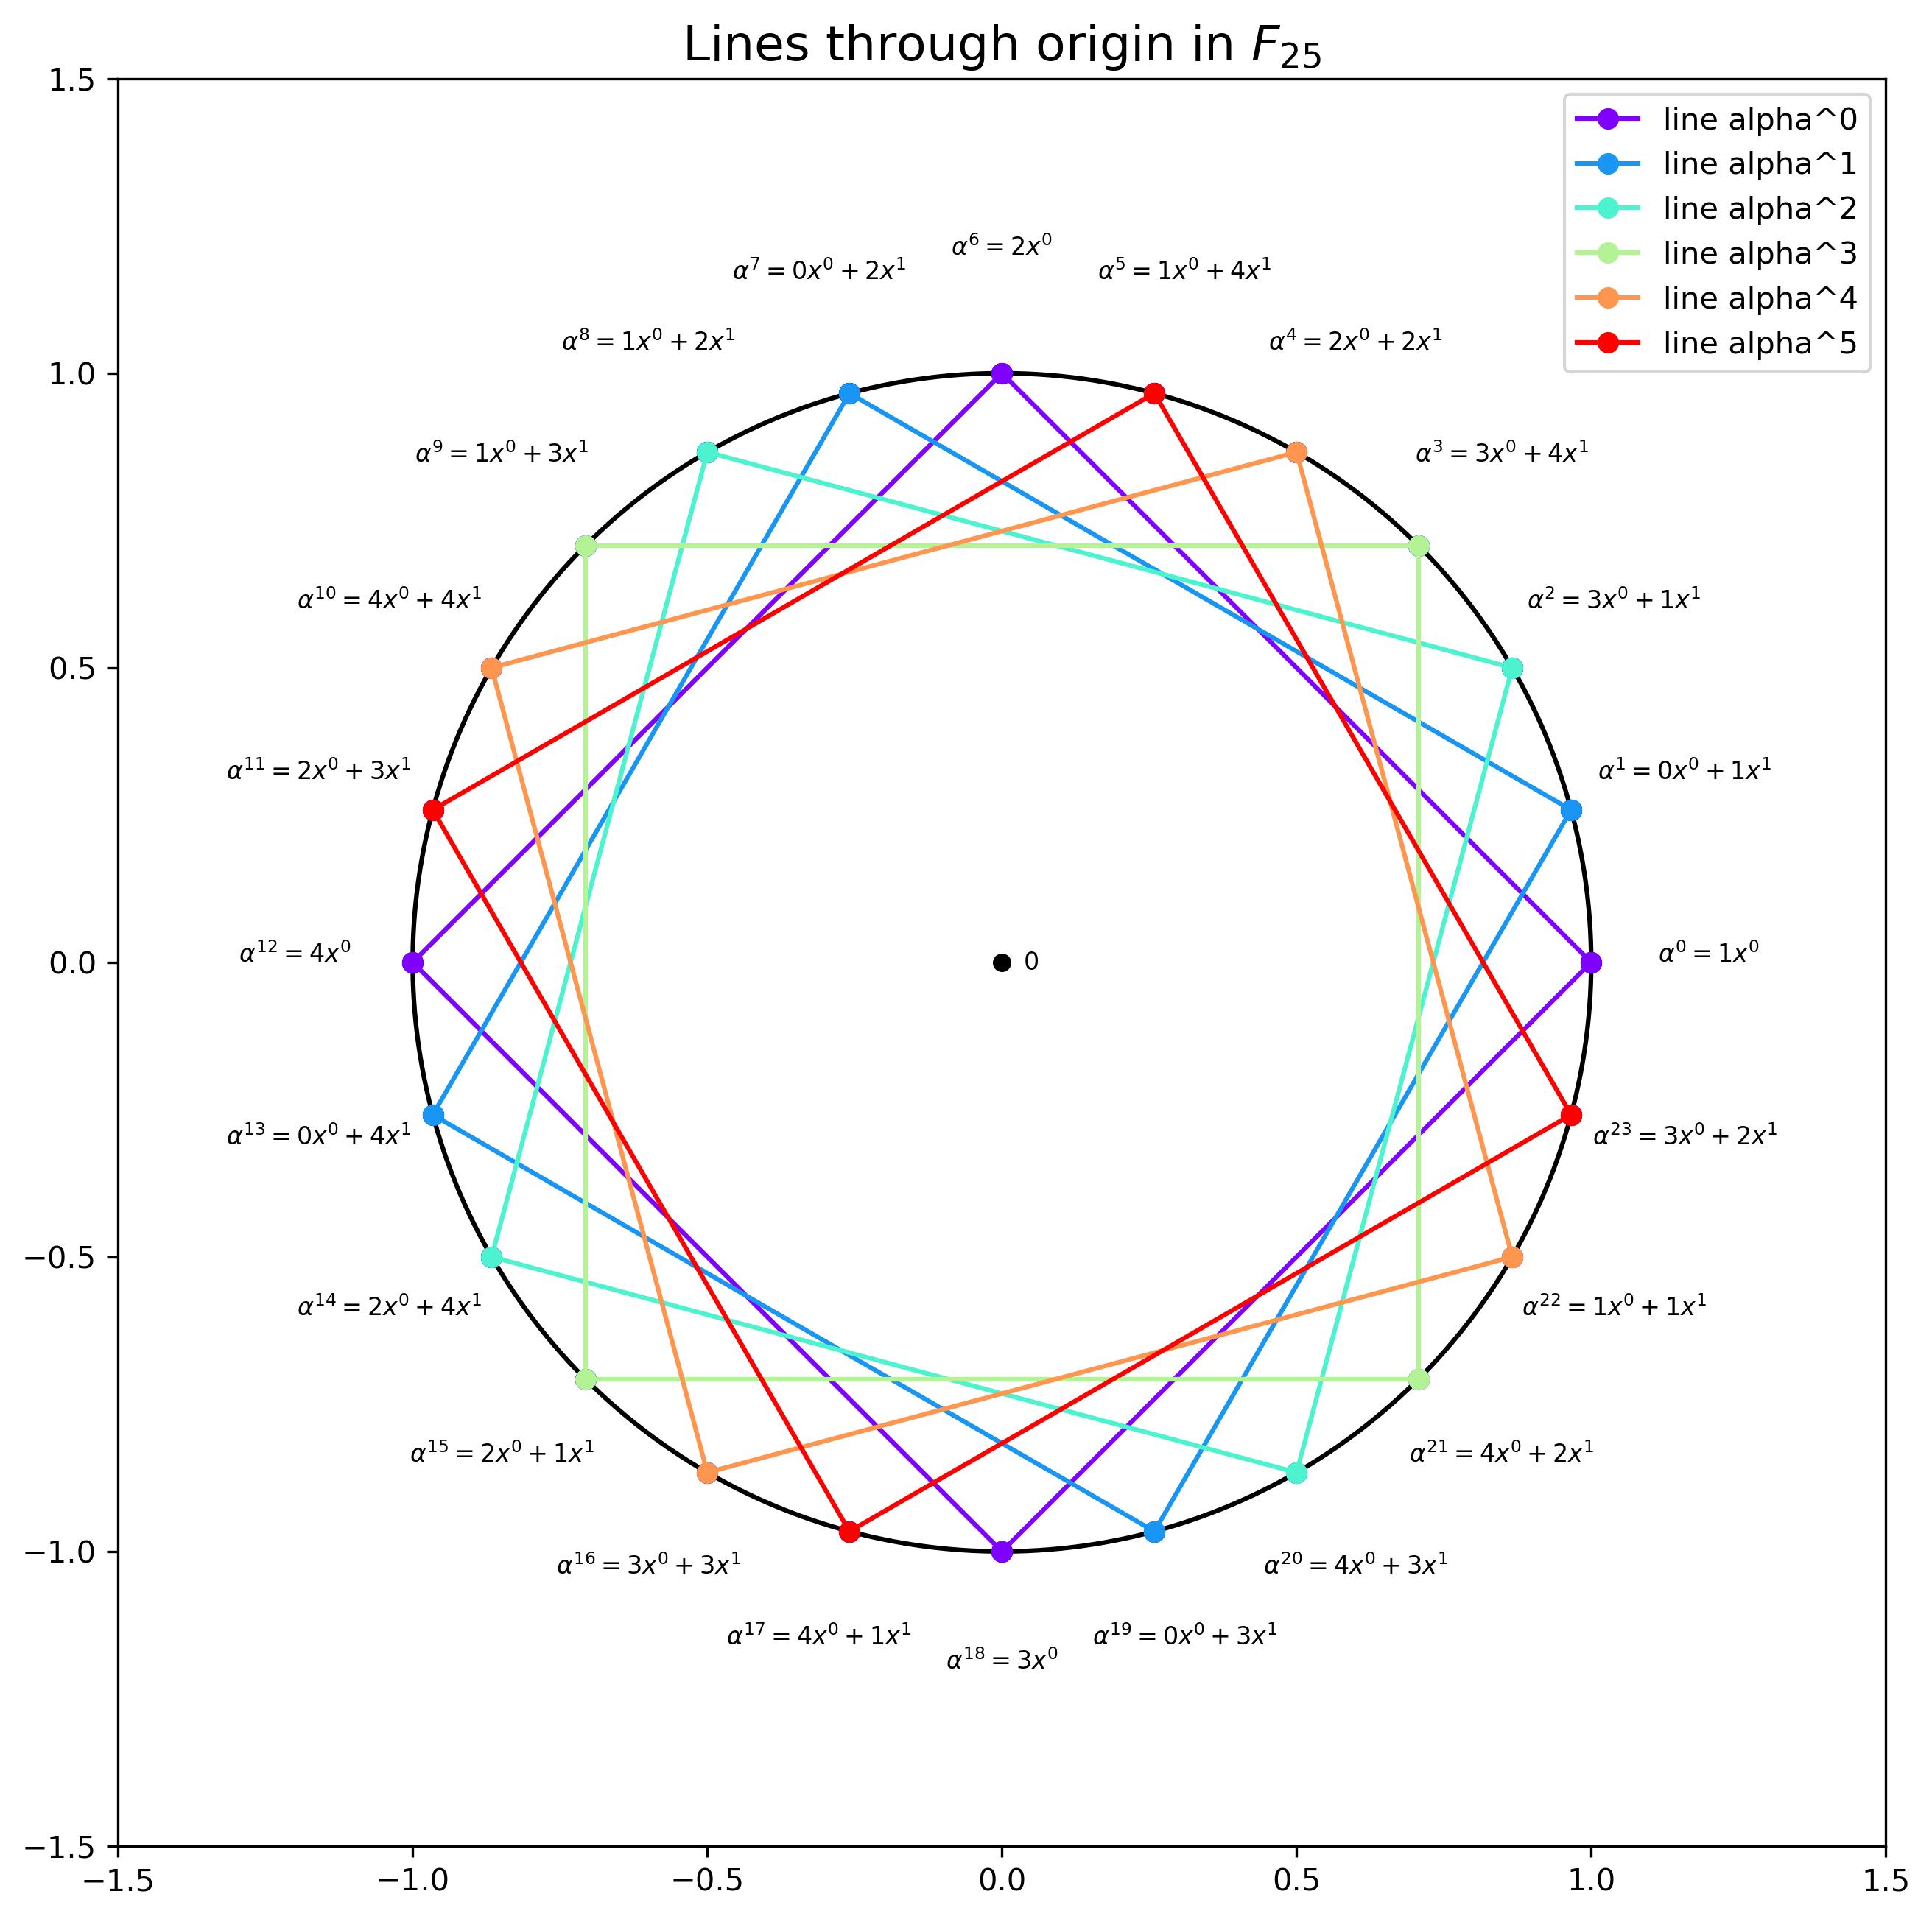 Lines through origin in F₂₅
line alpha^0
line alpha^1
line alpha^2
line alpha^3
line alpha^4
line alpha^5
α⁶ = 2x⁰
α⁷ = 0x⁰ + 2x¹
α⁵ = 1x⁰ + 4x¹
α⁸ = 1x⁰ + 2x¹
α⁴ = 2x⁰ + 2x¹
α⁹ = 1x⁰ + 3x¹
α³ = 3x⁰ + 4x¹
α¹⁰ = 4x⁰ + 4x¹
α² = 3x⁰ + 1x¹
α¹¹ = 2x⁰ + 3x¹
α¹ = 0x⁰ + 1x¹
α¹² = 4x⁰
0
α⁰ = 1x⁰
α¹³ = 0x⁰ + 4x¹
α²³ = 3x⁰ + 2x¹
α¹⁴ = 2x⁰ + 4x¹
α²² = 1x⁰ + 1x¹
α¹⁵ = 2x⁰ + 1x¹
α²¹ = 4x⁰ + 2x¹
α¹⁶ = 3x⁰ + 3x¹
α²⁰ = 4x⁰ + 3x¹
α¹⁷ = 4x⁰ + 1x¹
α¹⁹ = 0x⁰ + 3x¹
α¹⁸ = 3x⁰
1.5
1.0
0.5
0.0
−0.5
−1.0
−1.5
−1.5 −1.0 −0.5 0.0 0.5 1.0 1.5